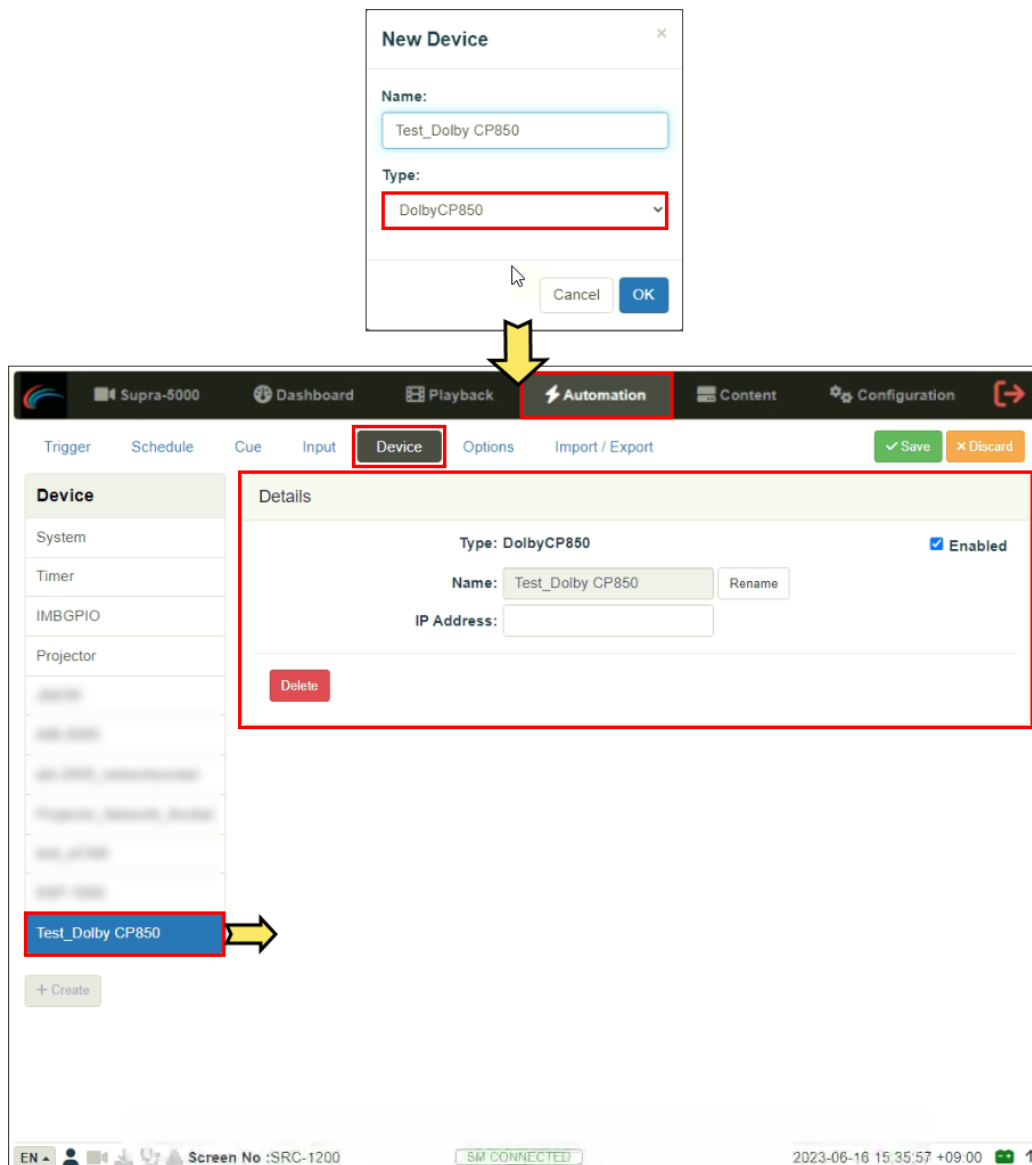 New Device ×
Name:
Test_Dolby CP850
Type:
DolbyCP850
Cancel OK
Supra-5000 Dashboard Playback Automation Content Configuration
Trigger Schedule Cue Input Device Options Import / Export Save Discard
Device Details
System
Type: DolbyCP850 Enabled
Timer
Name: Test_Dolby CP850 Rename
IMBGPIO
IP Address:
Projector
Delete
Test_Dolby CP850
+ Create
EN Screen No :SRC-1200 SM CONNECTED 2023-06-16 15:35:57 +09:00